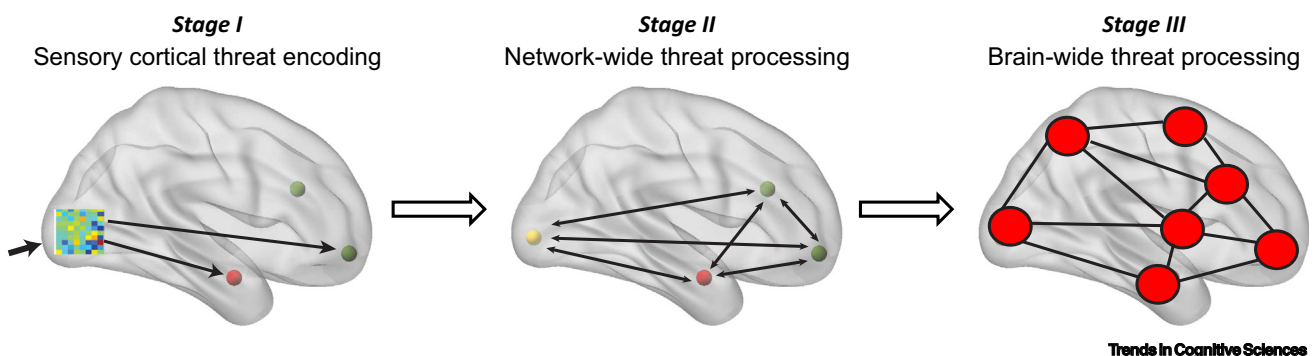 Stage I
Sensory cortical threat encoding
Stage II
Network-wide threat processing
Stage III
Brain-wide threat processing
Trends in Cognitive Sciences